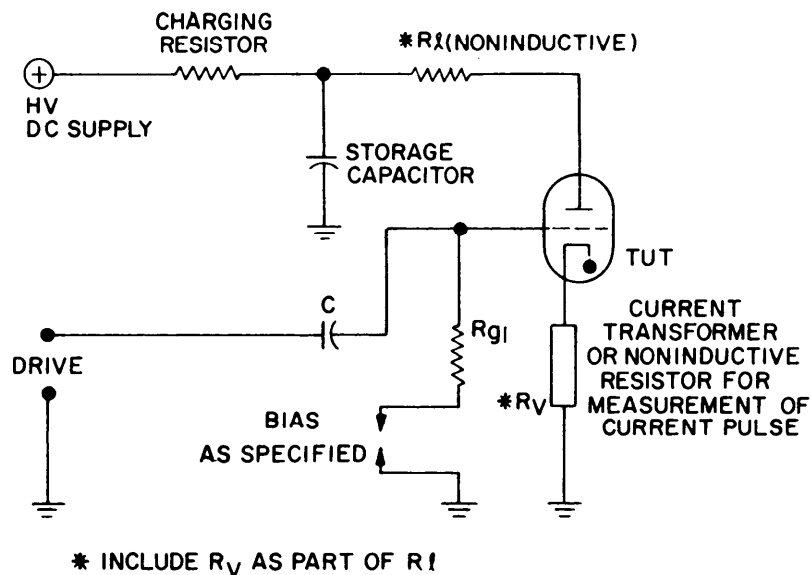 CHARGING
RESISTOR
*Rℓ(NONINDUCTIVE)
+
HV
DC SUPPLY
STORAGE
CAPACITOR
TUT
C
Rg1
DRIVE
BIAS
AS SPECIFIED
*RV
CURRENT
TRANSFORMER
OR NONINDUCTIVE
RESISTOR FOR
MEASUREMENT OF
CURRENT PULSE
* INCLUDE RV AS PART OF Rℓ